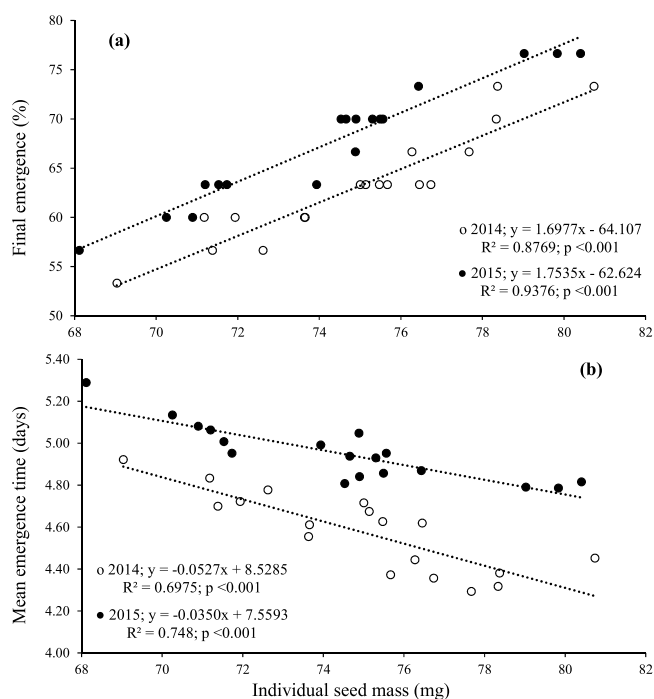 (a)
Final emergence (%)
80
75
70
65
60
55
50
68 70 72 74 76 78 80 82
o 2014; y = 1.6977x - 64.107
R² = 0.8769; p <.001
● 2015; y = 1.7535x - 62.624
R² = 0.9376; p <.001
(b)
Mean emergence time (days)
5.40
5.20
5.00
4.80
4.60
4.40
4.20
4.00
o 2014; y = -0.0527x + 8.5285
R² = 0.6975; p <.001
● 2015; y = -0.0350x + 7.5593
R² = 0.748; p <.001
68 70 72 74 76 78 80 82
Individual seed mass (mg)